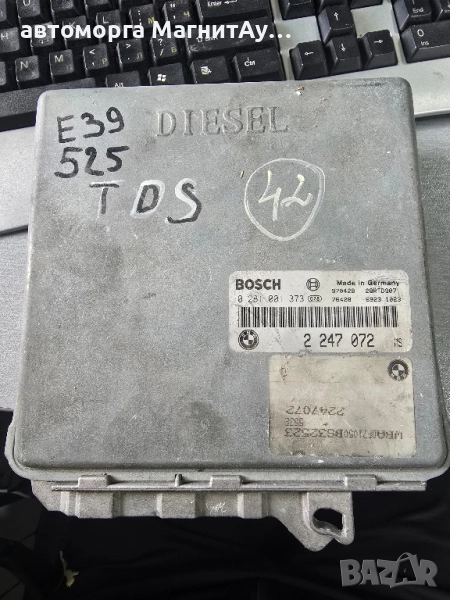 автоморга МагнитАу...
E39
525
TDS
DIESEL
42
BOSCH
Made in Germany
0 281 001 373
2 247 072
2247072
BAZAR